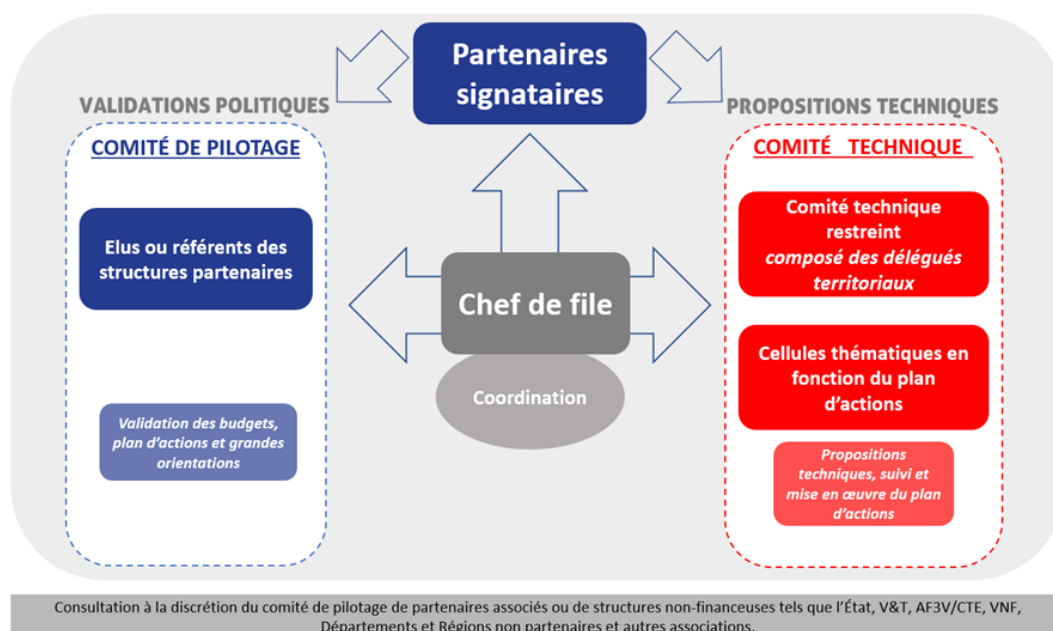 Partenaires
signataires
VALIDATIONS POLITIQUES
COMITÉ DE PILOTAGE
Elus ou référents des
structures partenaires
Validation des budgets,
plan d’actions et grandes
orientations
Chef de file
Coordination
PROPOSITIONS TECHNIQUES
COMITÉ TECHNIQUE
Comité technique
restreint
composé des délégués
territoriaux
Cellules thématiques en
fonction du plan
d’actions
Propositions
techniques, suivi et
mise en œuvre du plan
d’actions
Consultation à la discrétion du comité de pilotage de partenaires associés ou de structures non-financeuses tels que l’État, V&T, AF3V/CTE, VNF,
Départements et Régions non partenaires et autres associations.